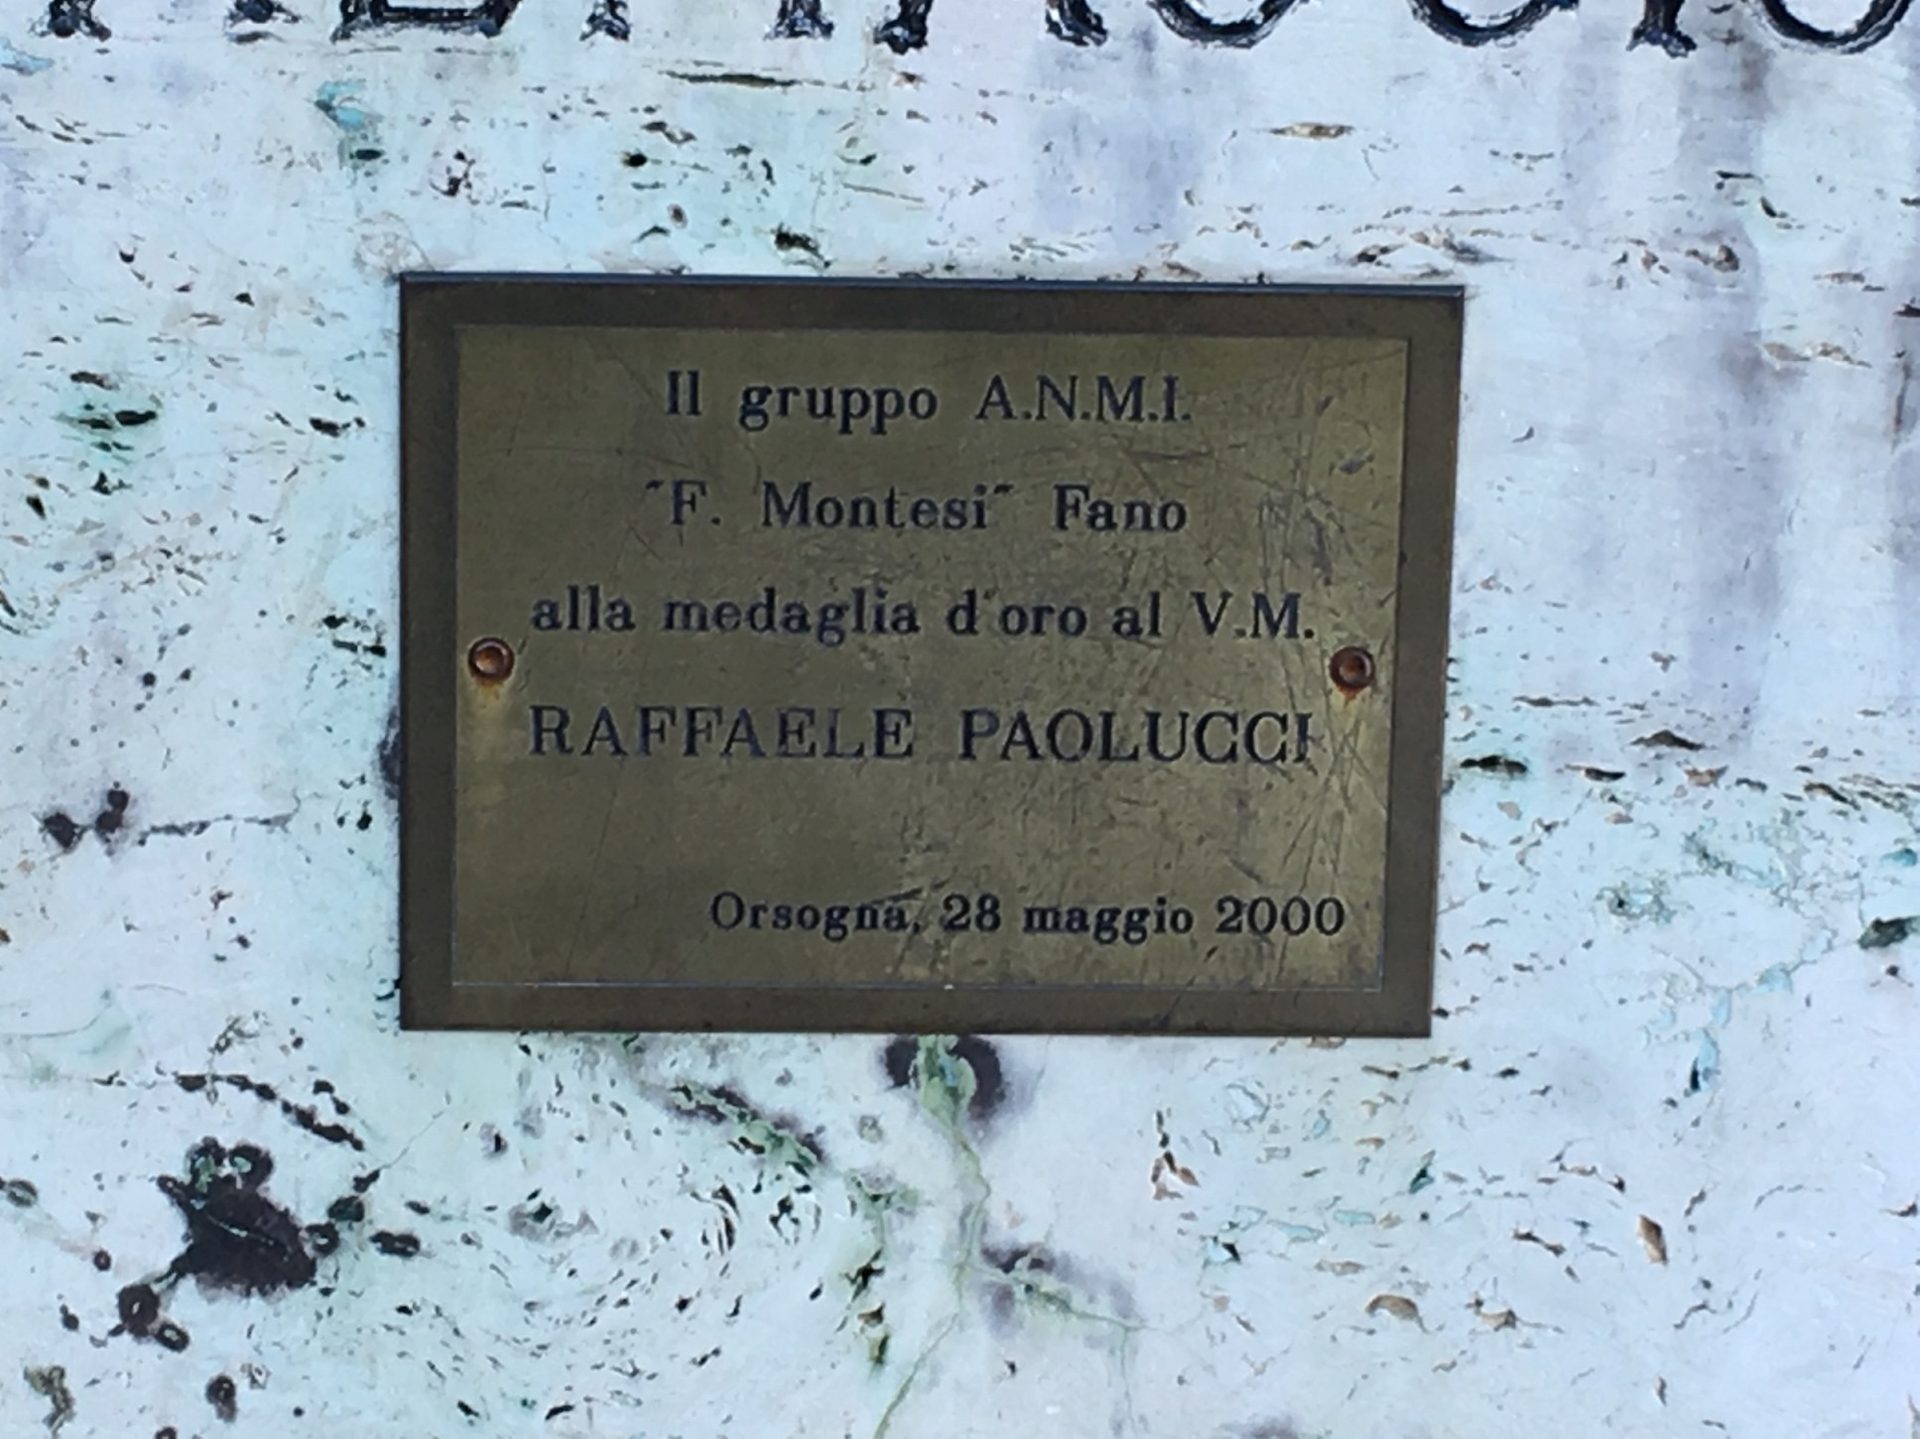 Il gruppo A.N.M.I.
"F. Montesi" Fano
alla medaglia d'oro al V.M.
RAFFAELE PAOLUCCI
Orsogna, 28 maggio 2000